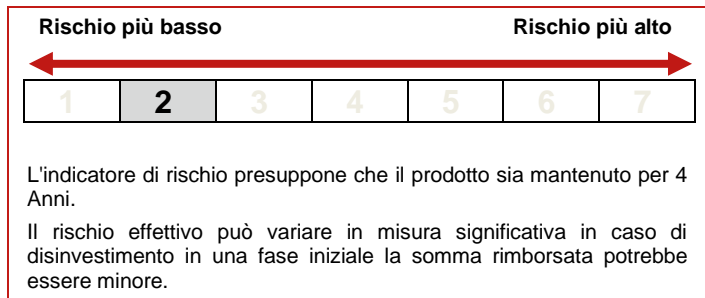 Rischio più basso Rischio più alto
1 2 3 4 5 6 7
L'indicatore di rischio presuppone che il prodotto sia mantenuto per 4
Anni.
Il rischio effettivo può variare in misura significativa in caso di
disinvestimento in una fase iniziale la somma rimborsata potrebbe
essere minore.